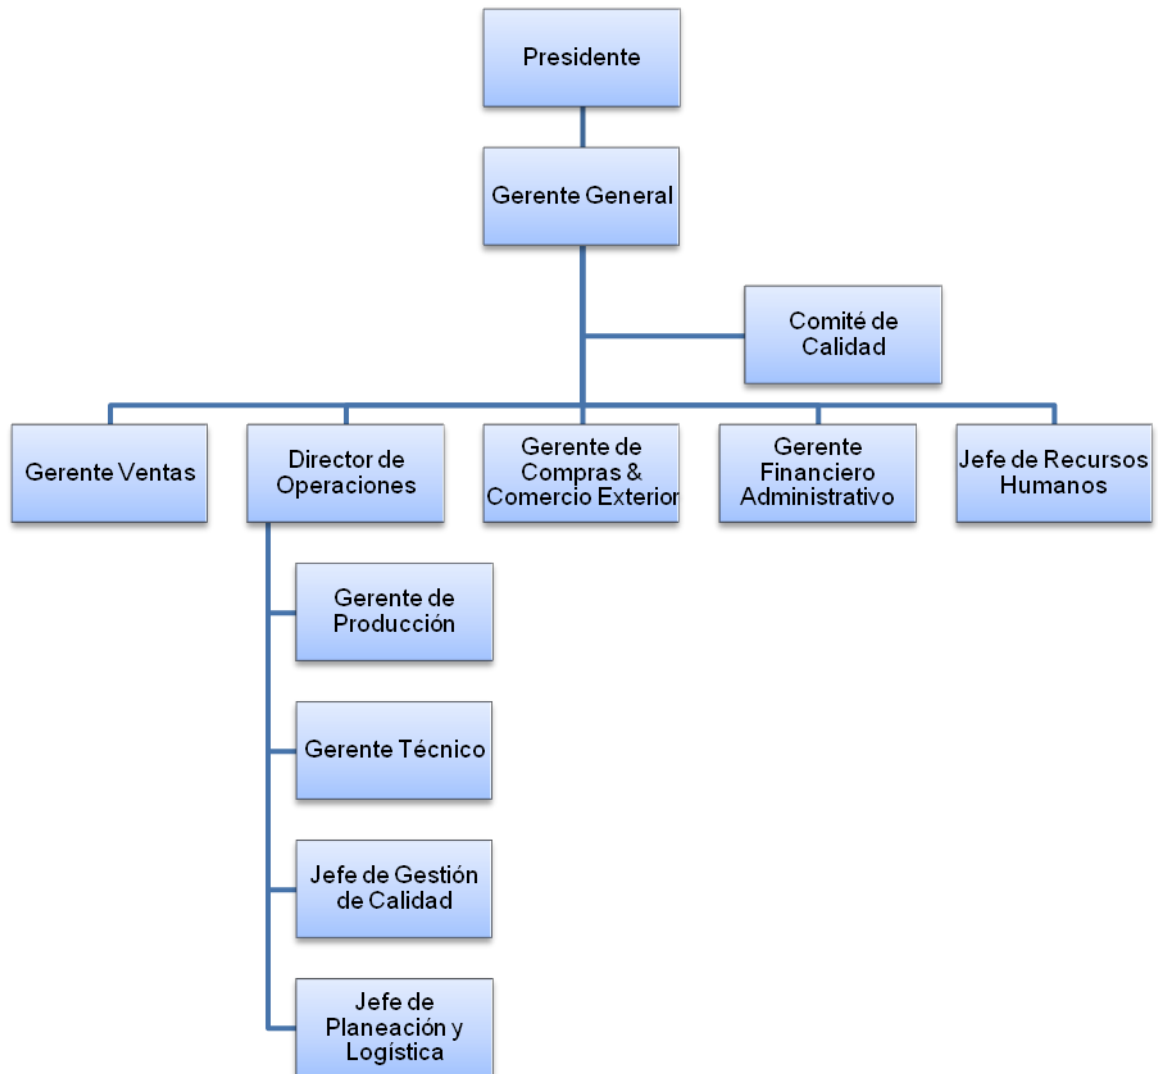 Presidente
Gerente General
Comité de
Calidad
Gerente Ventas
Director de
Operaciones
Gerente de
Compras &
Comercio Exterior
Gerente
Financiero
Administrativo
Jefe de Recursos
Humanos
Gerente de
Producción
Gerente Técnico
Jefe de Gestión
de Calidad
Jefe de
Planeación y
Logística